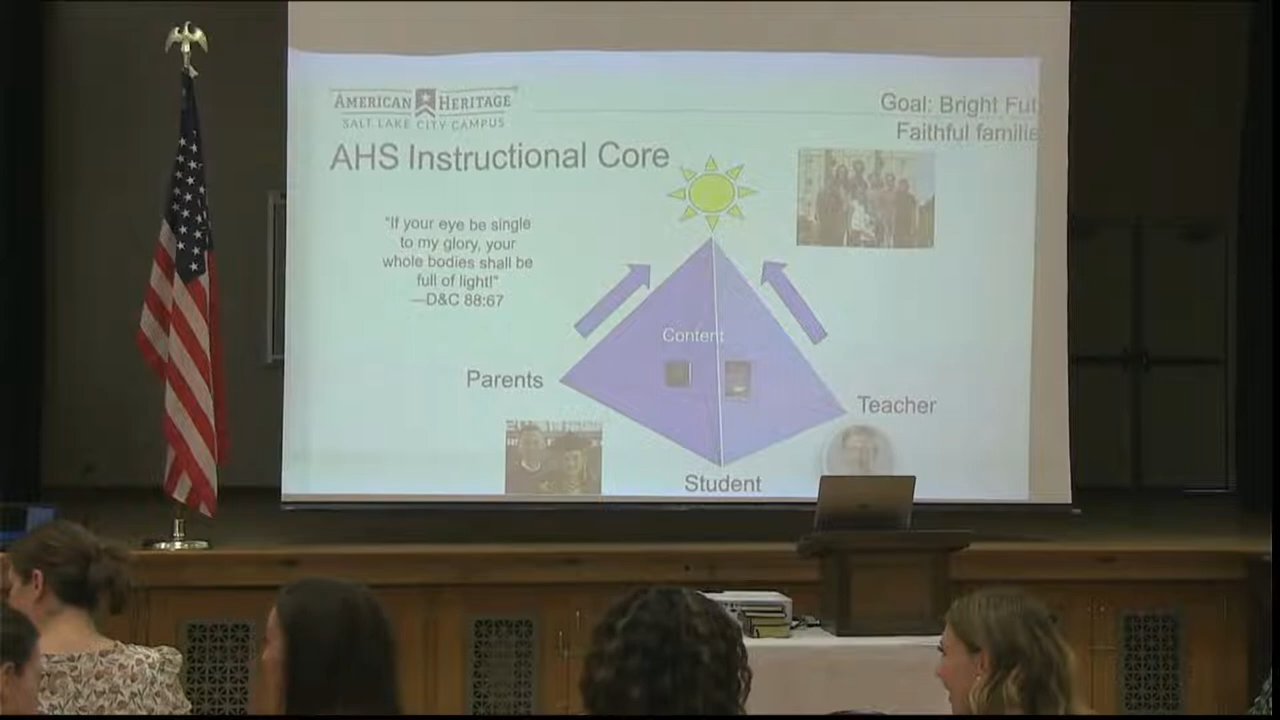 AMERICAN HERITAGE
SALT LAKE CITY CAMPUS
Goal: Bright Fut
Faithful familie
AHS Instructional Core
"If your eye be single
to my glory, your
whole bodies shall be
full of light!"
—D&C 88:67
Content
Parents
Teacher
Student